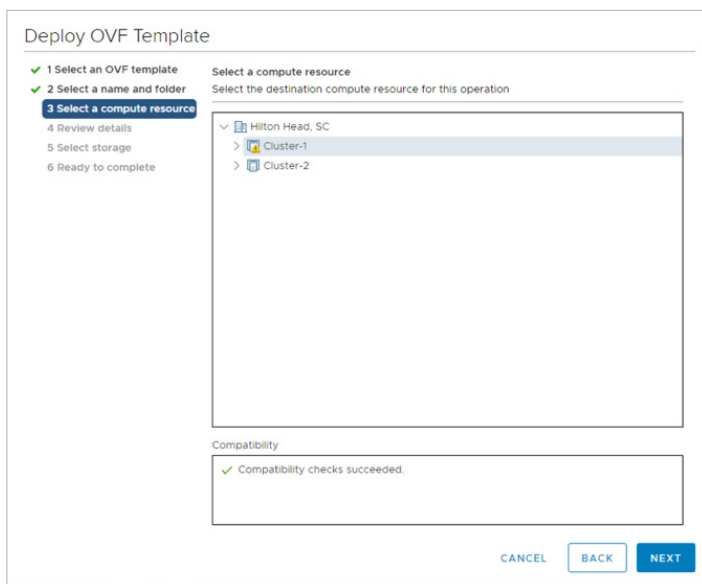 Deploy OVF Template
1 Select an OVF template
2 Select a name and folder
3 Select a compute resource
4 Review details
5 Select storage
6 Ready to complete
Select a compute resource
Select the destination compute resource for this operation
Hilton Head, SC
Cluster-1
Cluster-2
Compatibility
Compatibility checks succeeded.
CANCEL BACK NEXT